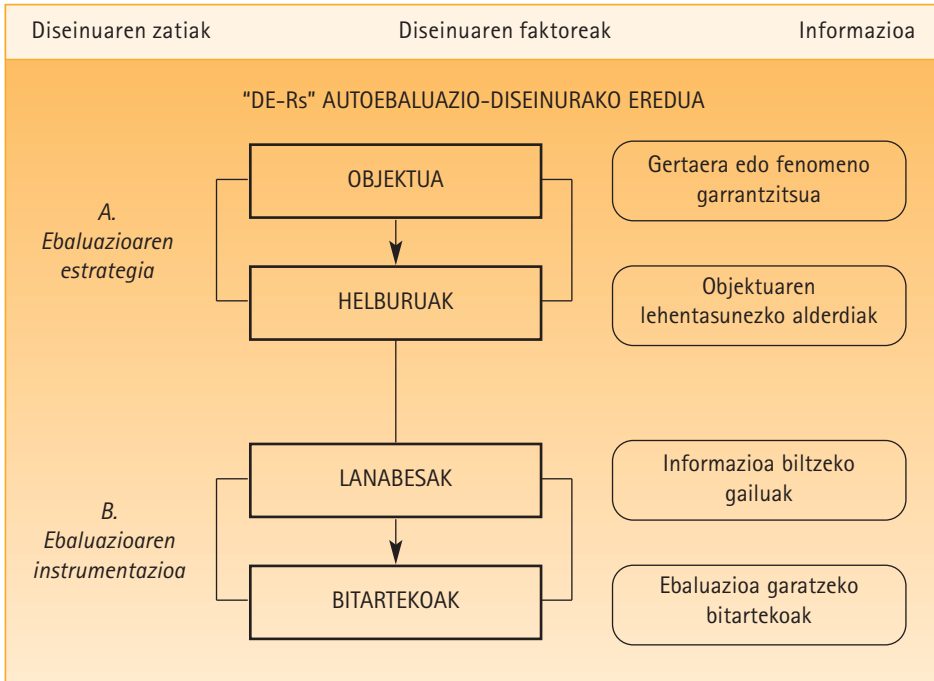 Diseinuaren zatiak Diseinuaren faktoreak Informazioa
“DE-Rs” AUTOEBALUAZIO-DISEINURAKO EREDUA
A.
Ebaluazioaren
estrategia
OBJEKTUA
Gertaera edo fenomeno
garrantzitsua
HELBURUAK
Objektuaren
lehentasunezko alderdiak
B.
Ebaluazioaren
instrumentazioa
LANABESAK
Informazioa biltzeko
gailuak
BITARTEKOAK
Ebaluazioa garatzeko
bitartekoak